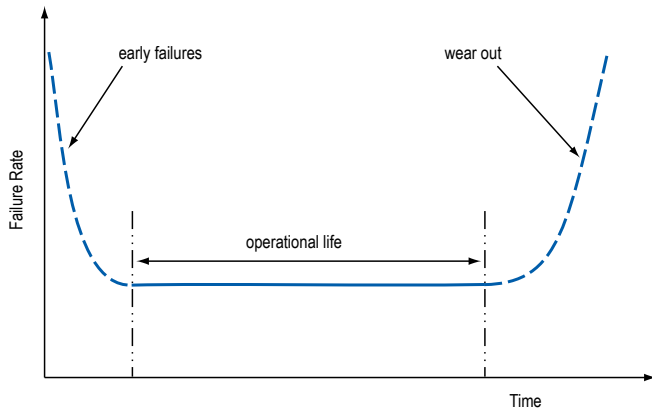 early failures
wear out
Failure Rate
operational life
Time